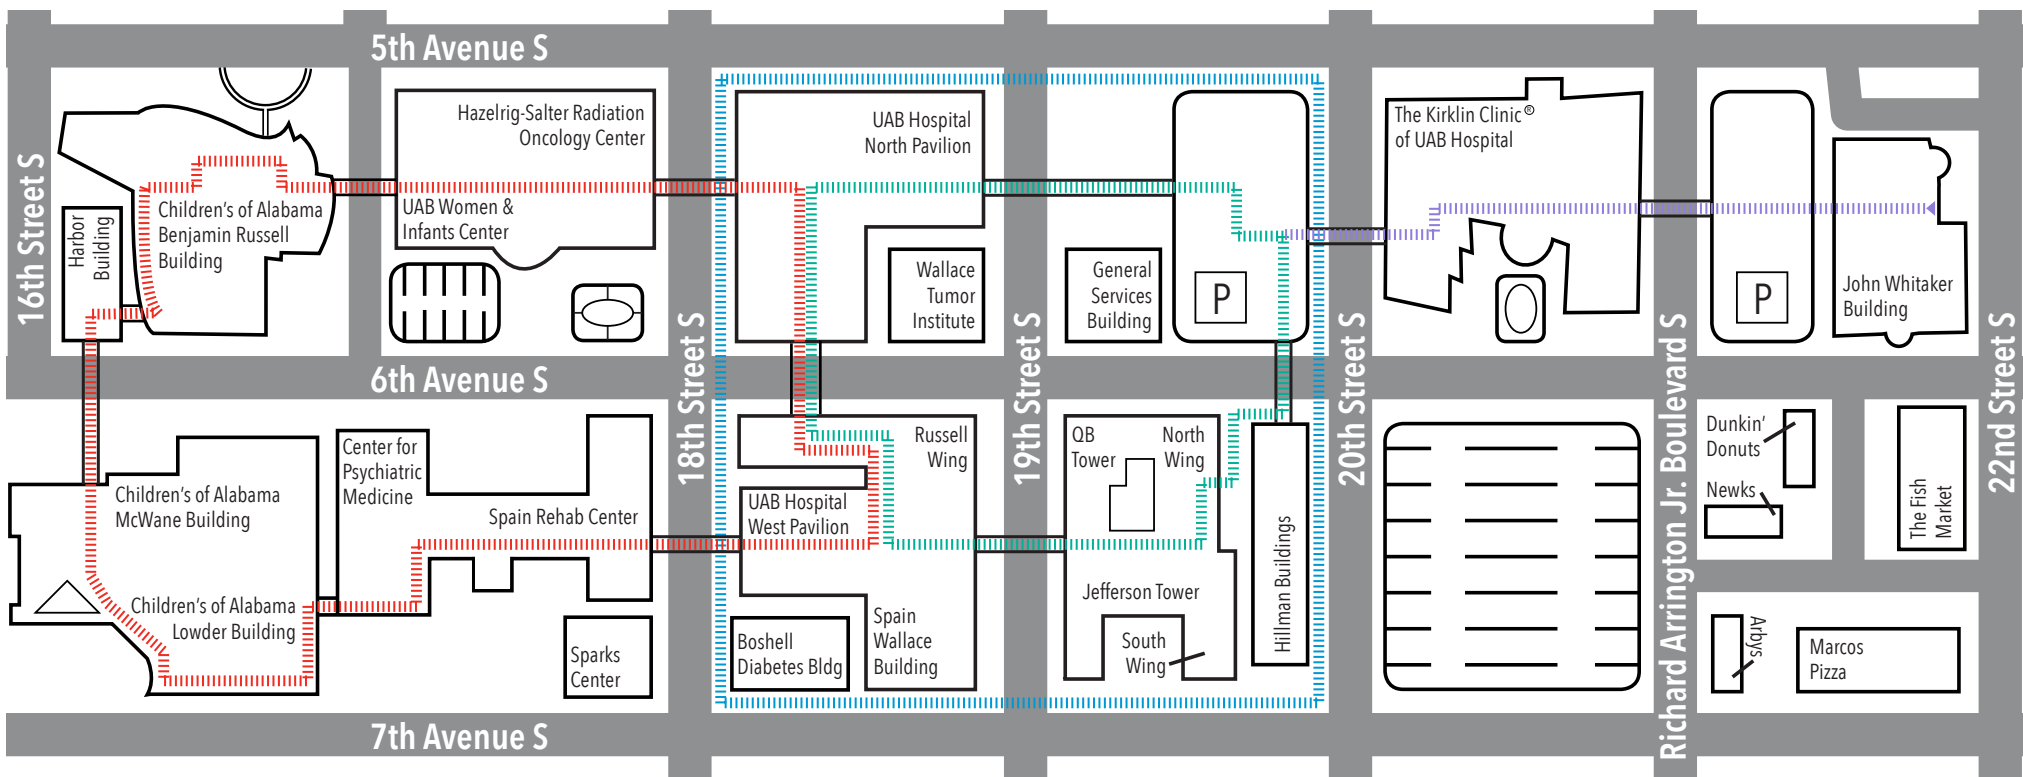 5th Avenue S
6th Avenue S
7th Avenue S
16th Street S
18th Street S
19th Street S
20th Street S
Richard Arrington Jr. Boulevard S
22nd Street S
Harbor
Building
Children's of Alabama
Benjamin Russell
Building
Hazelrig-Salter Radiation
Oncology Center
UAB Women &
Infants Center
UAB Hospital
North Pavilion
Wallace
Tumor
Institute
General
Services
Building
P
The Kirklin Clinic®
of UAB Hospital
P
John Whitaker
Building
Children's of Alabama
McWane Building
Children's of Alabama
Lowder Building
Center for
Psychiatric
Medicine
Spain Rehab Center
Sparks
Center
Russell
Wing
UAB Hospital
West Pavilion
Boshell
Diabetes Bldg
Spain
Wallace
Building
QB
Tower
North
Wing
Jefferson Tower
South
Wing
Hillman Buildings
Dunkin'
Donuts
Newks
The Fish
Market
Arbys
Marcos
Pizza